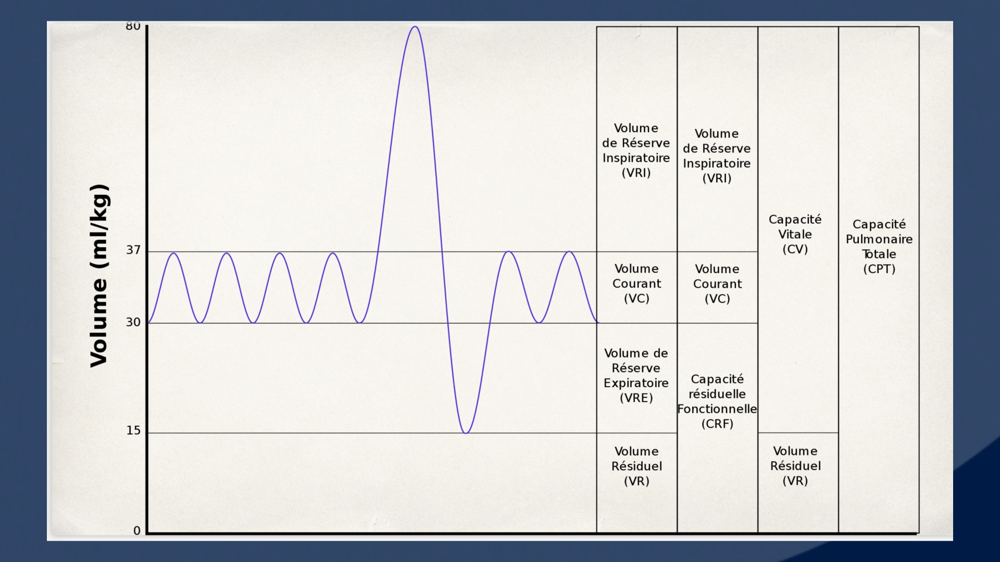 80
37
30
15
0
Volume (ml/kg)
Volume
de Réserve
Inspiratoire
(VRI)
Volume
Courant
(VC)
Volume de
Réserve
Expiratoire
(VRE)
Volume
Résiduel
(VR)
Volume
de Réserve
Inspiratoire
(VRI)
Volume
Courant
(VC)
Capacité
résiduelle
Fonctionnelle
(CRF)
Capacité
Vitale
(CV)
Volume
Résiduel
(VR)
Capacité
Pulmonaire
Totale
(CPT)